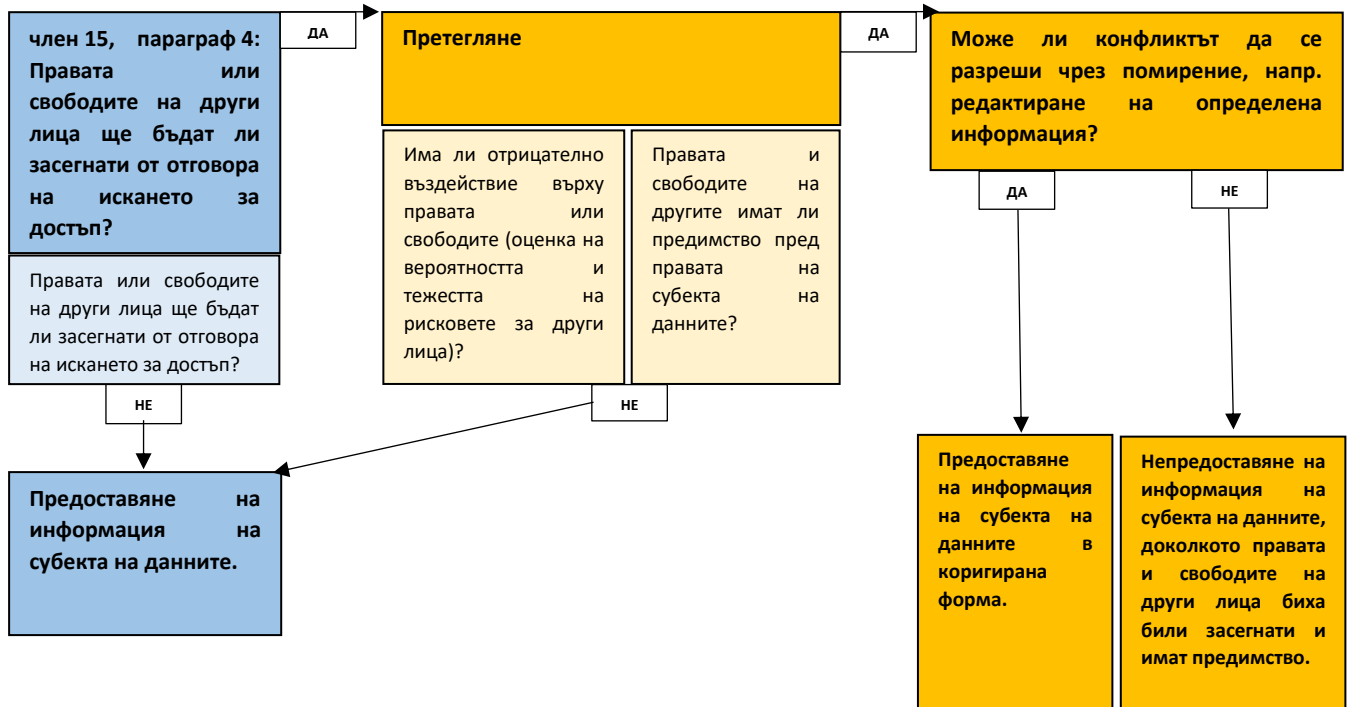 член 15, параграф 4:
Правата или
свободите на други
лица ще бъдат ли
засегнати от отговора
на искането за
достъп?
Правата или свободите
на други лица ще бъдат
ли засегнати от отговора
на искането за достъп?
ДА
НЕ
Предоставяне на
информация на
субекта на данните.
Претегляне
Има ли отрицателно
въздействие върху
правата или
свободите (оценка на
вероятността и
тежестта на
рисковете за други
лица)?
Правата и
свободите на
другите имат ли
предимство пред
правата на
субекта на
данните?
ДА
НЕ
Може ли конфликтът да се
разреши чрез помирение, напр.
редактиране на определена
информация?
ДА
НЕ
Предоставяне
на информация
на субекта на
данните в
коригирана
форма.
Непредоставяне на
информация на
субекта на данните,
доколкото правата
и свободите на
други лица биха
били засегнати и
имат предимство.